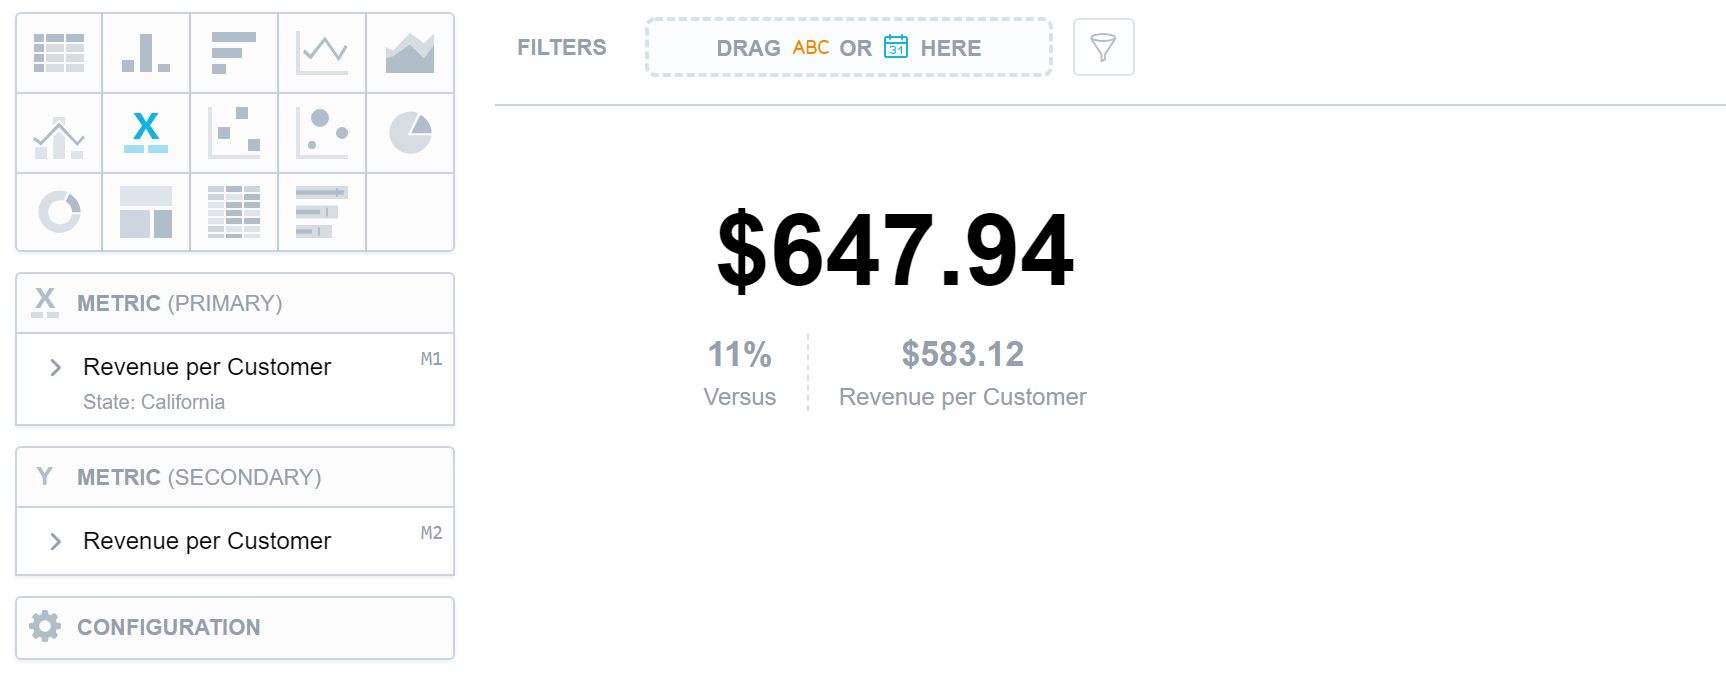 FILTERS
DRAG ABC OR 31 HERE
X
$647.94
11%
Versus
$583.12
Revenue per Customer
X METRIC (PRIMARY)
Revenue per Customer M1
State: California
Y METRIC (SECONDARY)
Revenue per Customer M2
CONFIGURATION